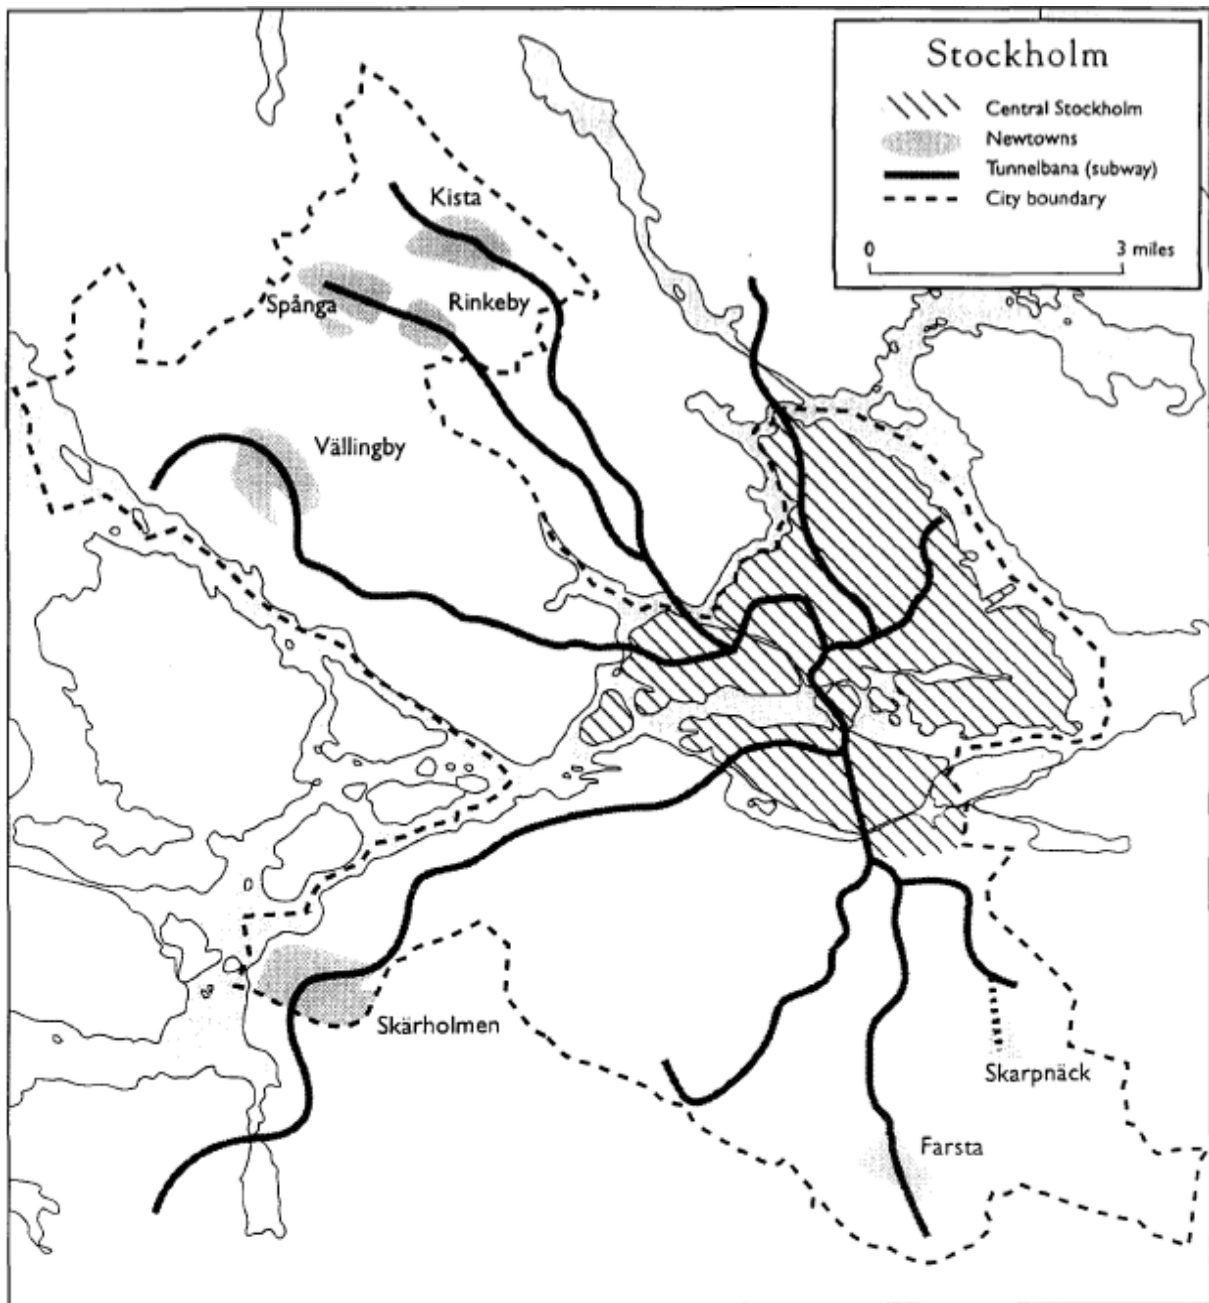 Stockholm
Central Stockholm
Newtowns
Tunnelbana (subway)
City boundary
0 3 miles
Kista
Spånga
Rinkeby
Vällingby
Skärholmen
Skarpnäck
Farsta